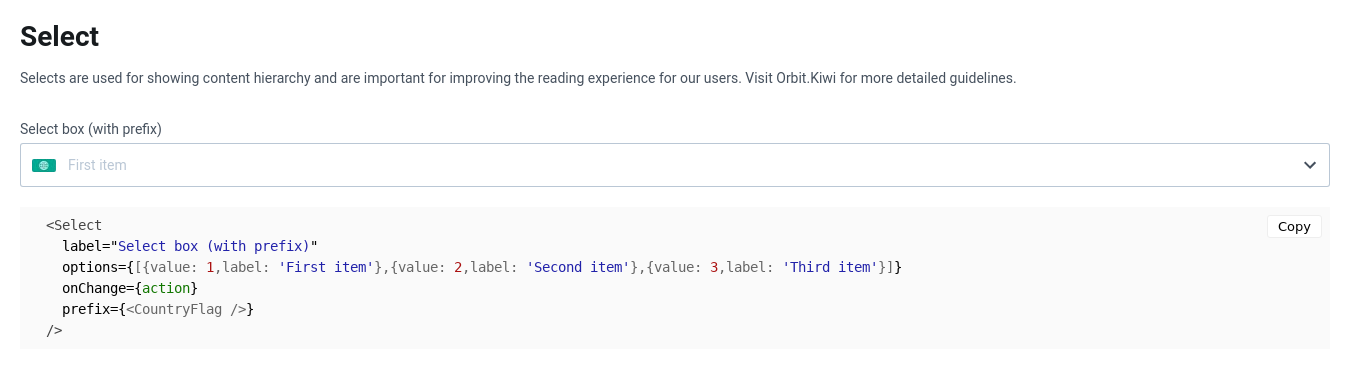 Select
Selects are used for showing content hierarchy and are important for improving the reading experience for our users. Visit Orbit.Kiwi for more detailed guidelines.
Select box (with prefix)
First item
<Select
Copy
label="Select box (with prefix)"
options={[{value: 1,label: 'First item'},{value: 2,label: 'Second item'},{value: 3,label: 'Third item'}]}
onChange={action}
prefix={<CountryFlag />}
/>